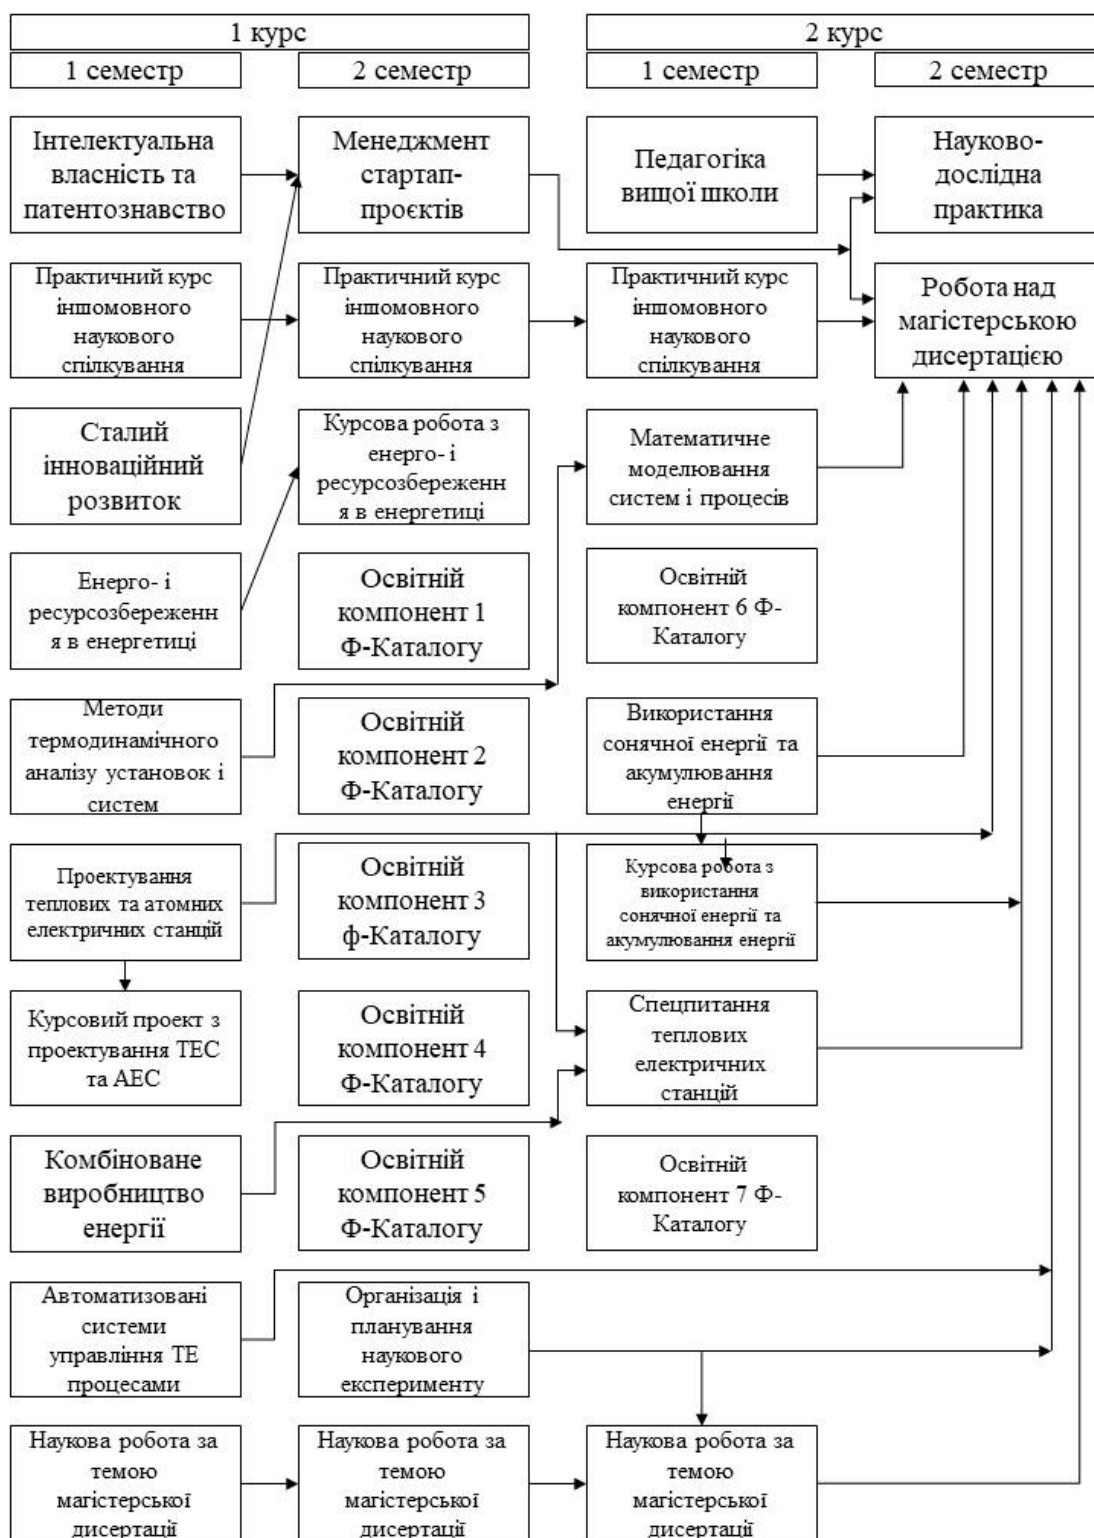 1 курс
2 курс
1 семестр
2 семестр
1 семестр
2 семестр
Інтелектуальна
власність та
патентознавство
Менеджмент
стартап-
проєктів
Педагогіка
вищої школи
Науково-
дослідна
практика
Практичний курс
іншомовного
наукового
спілкування
Практичний курс
іншомовного
наукового
спілкування
Практичний курс
іншомовного
наукового
спілкування
Робота над
магістерською
дисертацією
Сталий
інноваційний
розвиток
Курсова робота з
енерго- і
ресурсозбереженн
я в енергетиці
Математичне
моделювання
систем і процесів
Енерго- і
ресурсозбереженн
я в енергетиці
Освітній
компонент 1
Ф-Каталогу
Освітній
компонент 6 Ф-
Каталогу
Методи
термодинамічного
аналізу установок і
систем
Освітній
компонент 2
Ф-Каталогу
Використання
сонячної енергії та
акумулювання
енергії
Проектування
теплових та атомних
електричних станцій
Освітній
компонент 3
ф-Каталогу
Курсова робота з
використання
сонячної енергії та
акумулювання енергії
Курсовий проект з
проектування ТЕС
та АЕС
Освітній
компонент 4
Ф-Каталогу
Спецпитання
теплових
електричних
станцій
Комбіноване
виробництво
енергії
Освітній
компонент 5
Ф-Каталогу
Освітній
компонент 7 Ф-
Каталогу
Автоматизовані
системи
управління ТЕ
процесами
Організація і
планування
наукового
експерименту
Наукова робота за
темою
магістерської
дисертації
Наукова робота за
темою
магістерської
дисертації
Наукова робота за
темою
магістерської
дисертації